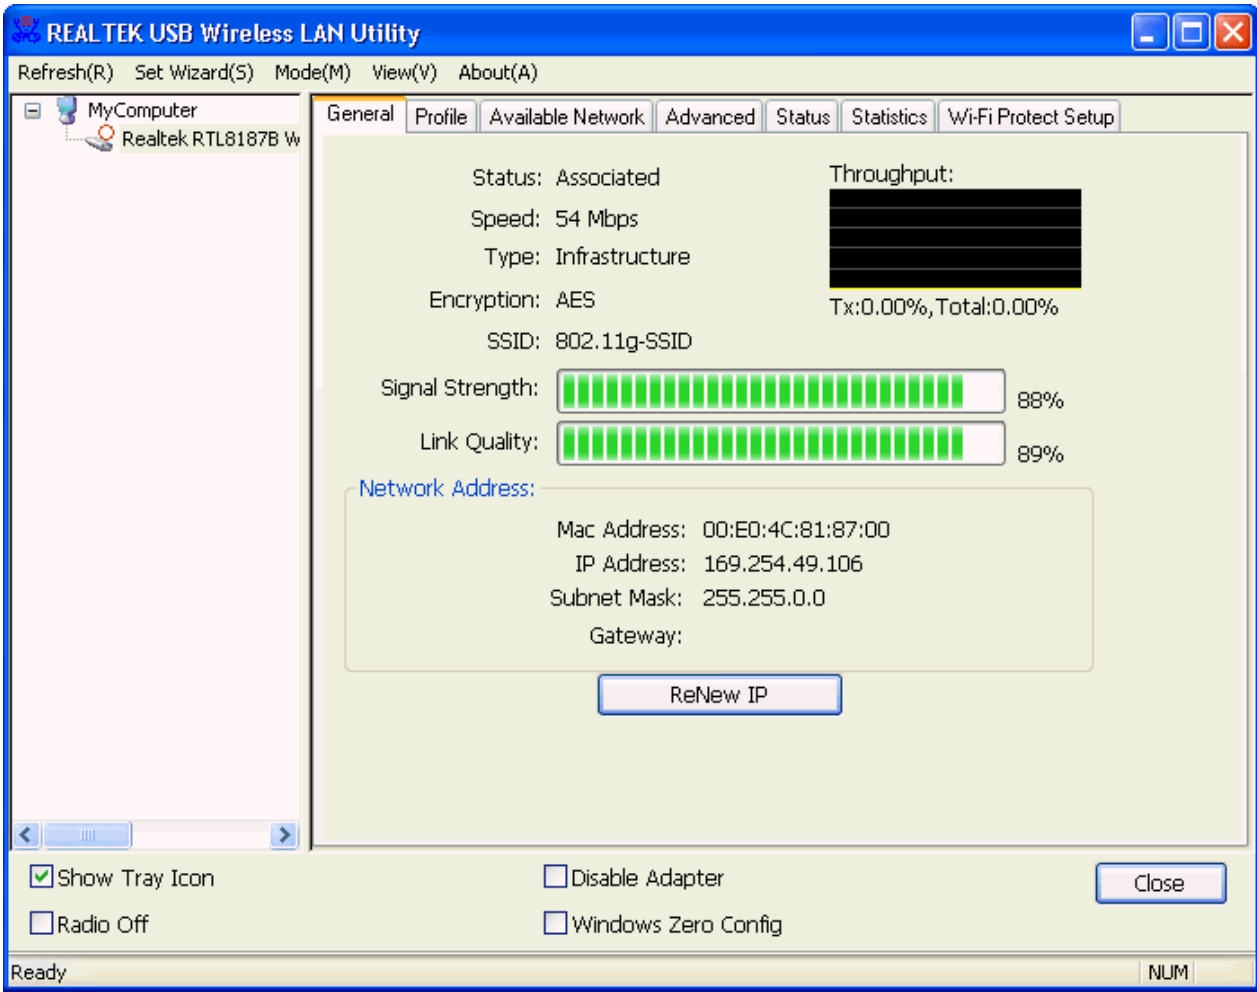 REALTEK USB Wireless LAN Utility
Refresh(R) Set Wizard(S) Mode(M) View(V) About(A)
MyComputer
Realtek RTL8187B W
General Profile Available Network Advanced Status Statistics Wi-Fi Protect Setup
Status: Associated
Throughput:
Speed: 54 Mbps
Type: Infrastructure
Encryption: AES
Tx:0.00%, Total:0.00%
SSID: 802.11g-SSID
Signal Strength: 88%
Link Quality: 89%
Network Address:
Mac Address: 00:E0:4C:81:87:00
IP Address: 169.254.49.106
Subnet Mask: 255.255.0.0
Gateway:
ReNew IP
Show Tray Icon
Disable Adapter
Close
Radio Off
Windows Zero Config
Ready
NUM